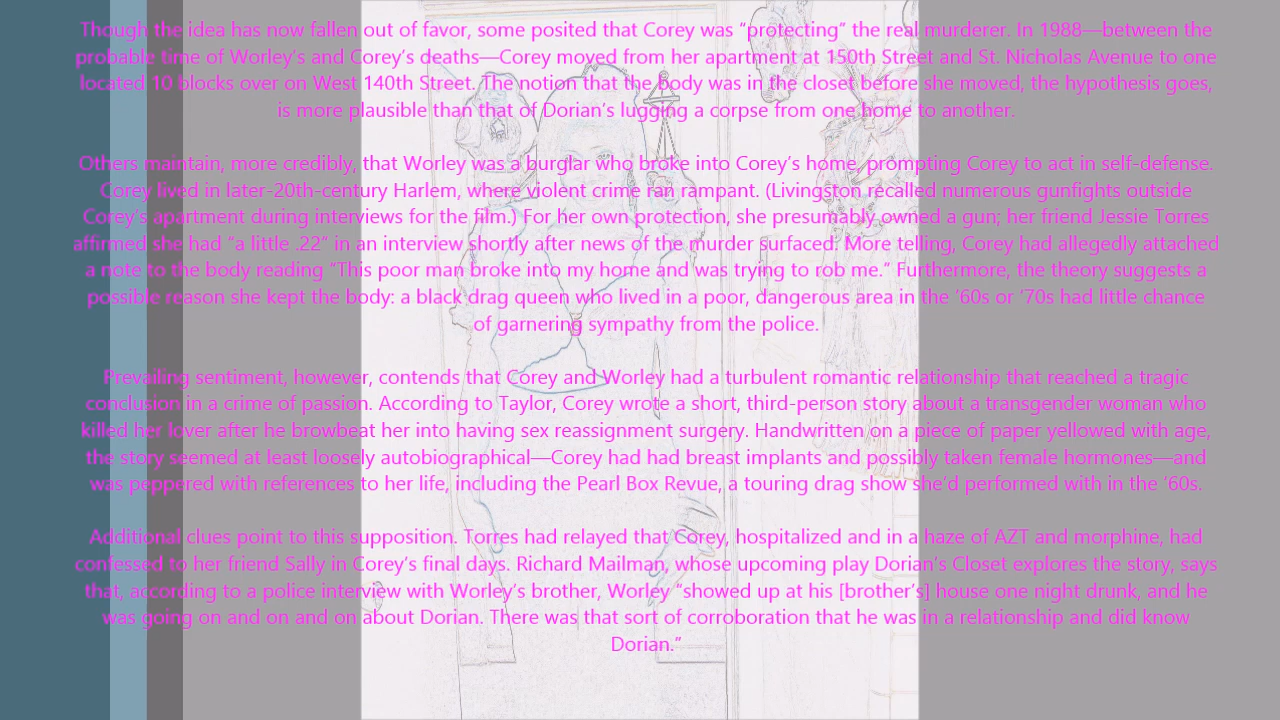 Though the idea has now fallen out of favor, some posited that Corey was “protecting” the real murderer. In 1988—between the
probable time of Worley’s and Corey’s deaths—Corey moved from her apartment at 150th Street and St. Nicholas Avenue to one
located 10 blocks over on West 140th Street. The notion that the body was in the closet before she moved, the hypothesis goes,
is more plausible than that of Dorian’s lugging a corpse from one home to another.
Others maintain, more credibly, that Worley was a burglar who broke into Corey’s home, prompting Corey to act in self-defense.
Corey lived in later-20th-century Harlem, where violent crime ran rampant. (Livingston recalled numerous gunfights outside
Corey’s apartment during interviews for the film.) For her own protection, she presumably owned a gun; her friend Jessie Torres
affirmed she had “a little .22” in an interview shortly after news of the murder surfaced. More telling, Corey had allegedly attached
a note to the body reading “This poor man broke into my home and was trying to rob me.” Furthermore, the theory suggests a
possible reason she kept the body: a black drag queen who lived in a poor, dangerous area in the ’60s or ’70s had little chance
of garnering sympathy from the police.
Prevailing sentiment, however, contends that Corey and Worley had a turbulent romantic relationship that reached a tragic
conclusion in a crime of passion. According to Taylor, Corey wrote a short, third-person story about a transgender woman who
killed her lover after he browbeat her into having sex reassignment surgery. Handwritten on a piece of paper yellowed with age,
the story seemed at least loosely autobiographical—Corey had had breast implants and possibly taken female hormones—and
was peppered with references to her life, including the Pearl Box Revue, a touring drag show she’d performed with in the ’60s.
Additional clues point to this supposition. Torres had relayed that Corey, hospitalized and in a haze of AZT and morphine, had
confessed to her friend Sally in Corey’s final days. Richard Mailman, whose upcoming play Dorian’s Closet explores the story, says
that, according to a police interview with Worley’s brother, Worley “showed up at his [brother’s] house one night drunk, and he
was going on and on and on about Dorian. There was that sort of corroboration that he was in a relationship and did know
Dorian.”